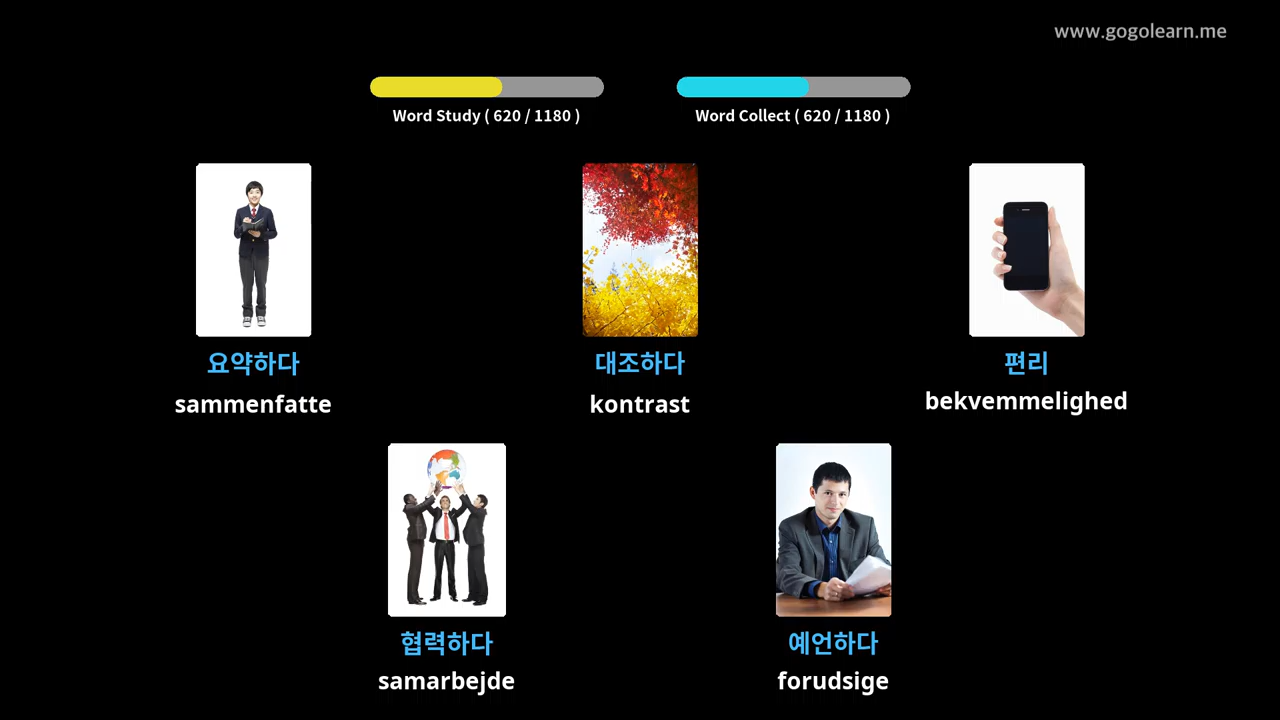 www.gogolearn.me
Word Study ( 620 / 1180 )
Word Collect ( 620 / 1180 )
요약하다
sammenfatte
대조하다
kontrast
편리
bekvemmelighed
협력하다
samarbejde
예언하다
forudsige